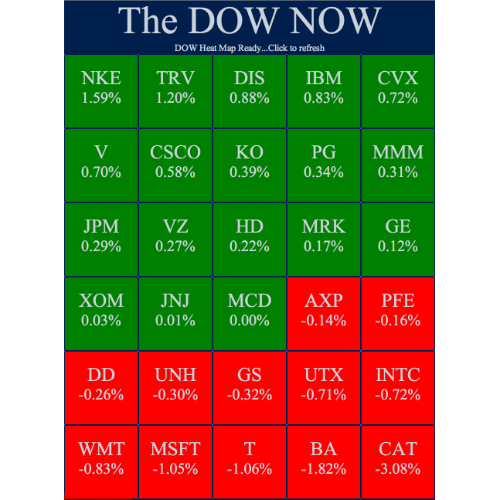 The DOW NOW
DOW Heat Map Ready...Click to refresh
NKE TRV DIS IBM CVX
1.59% 1.20% 0.88% 0.83% 0.72%
V CSCO KO PG MMM
0.70% 0.58% 0.39% 0.34% 0.31%
JPM VZ HD MRK GE
0.29% 0.27% 0.22% 0.17% 0.12%
XOM JNJ MCD AXP PFE
0.03% 0.01% 0.00% -0.14% -0.16%
DD UNH GS UTX INTC
-0.26% -0.30% -0.32% -0.71% -0.72%
WMT MSFT T BA CAT
-0.83% -1.05% -1.06% -1.82% -3.08%